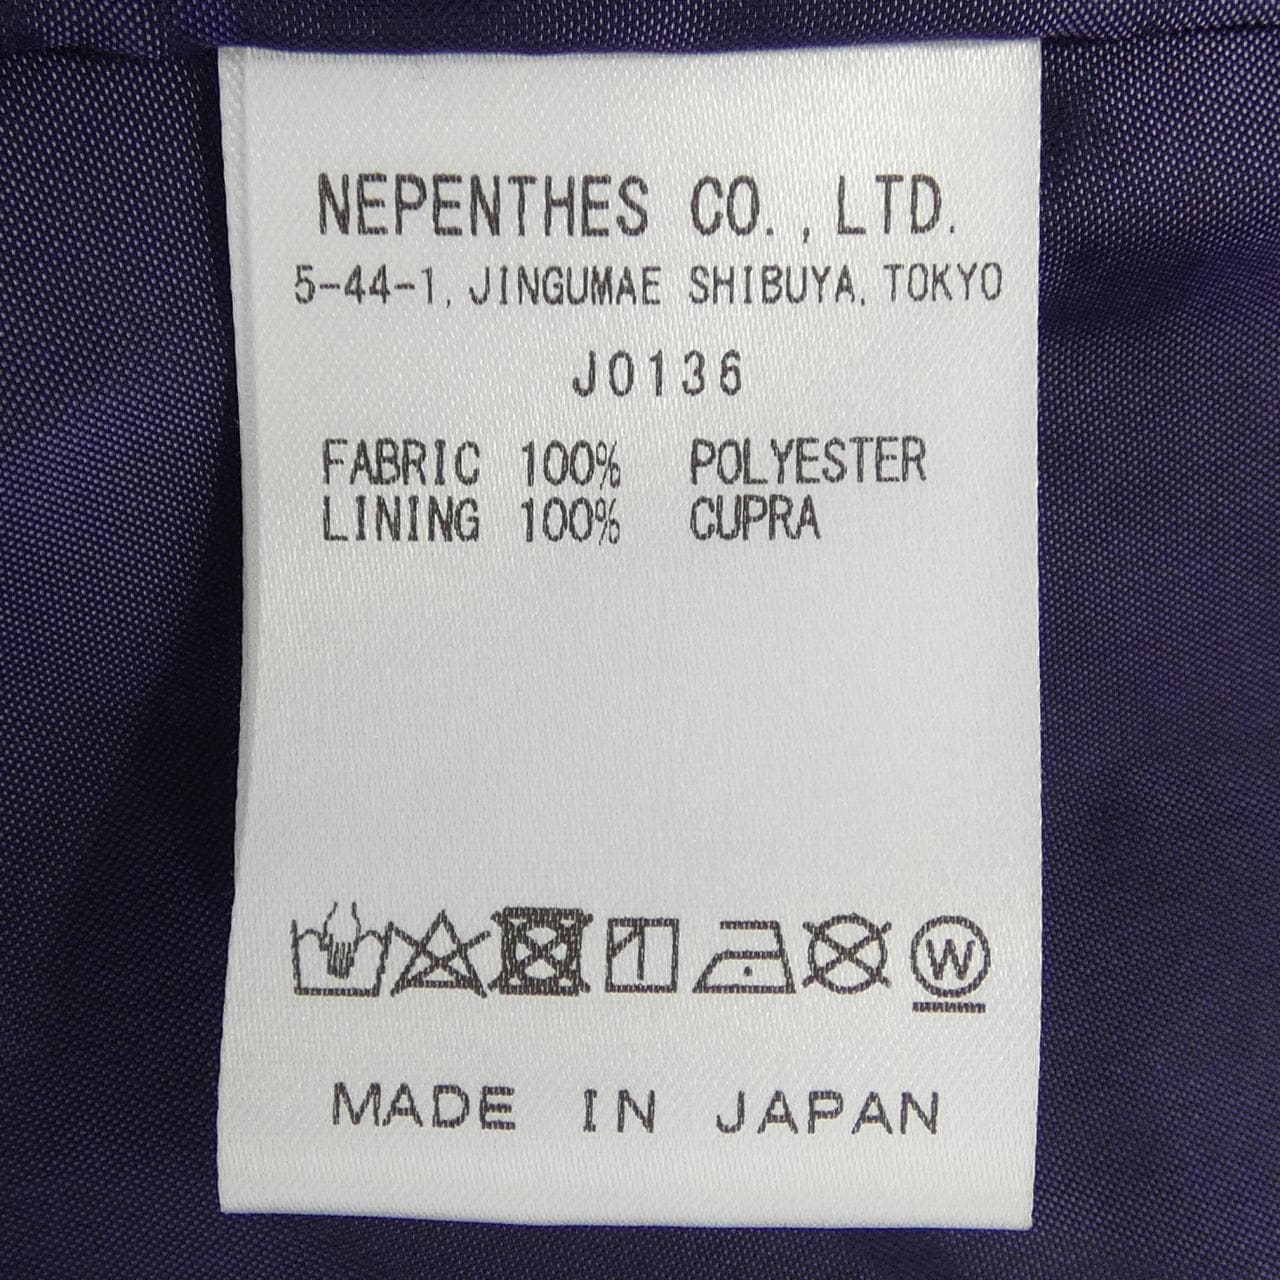 NEPENTHES CO., LTD.
5-44-1, JINGUMAE SHIBUYA, TOKYO
J0136
FABRIC 100% POLYESTER
LINING 100% CUPRA
W
MADE IN JAPAN